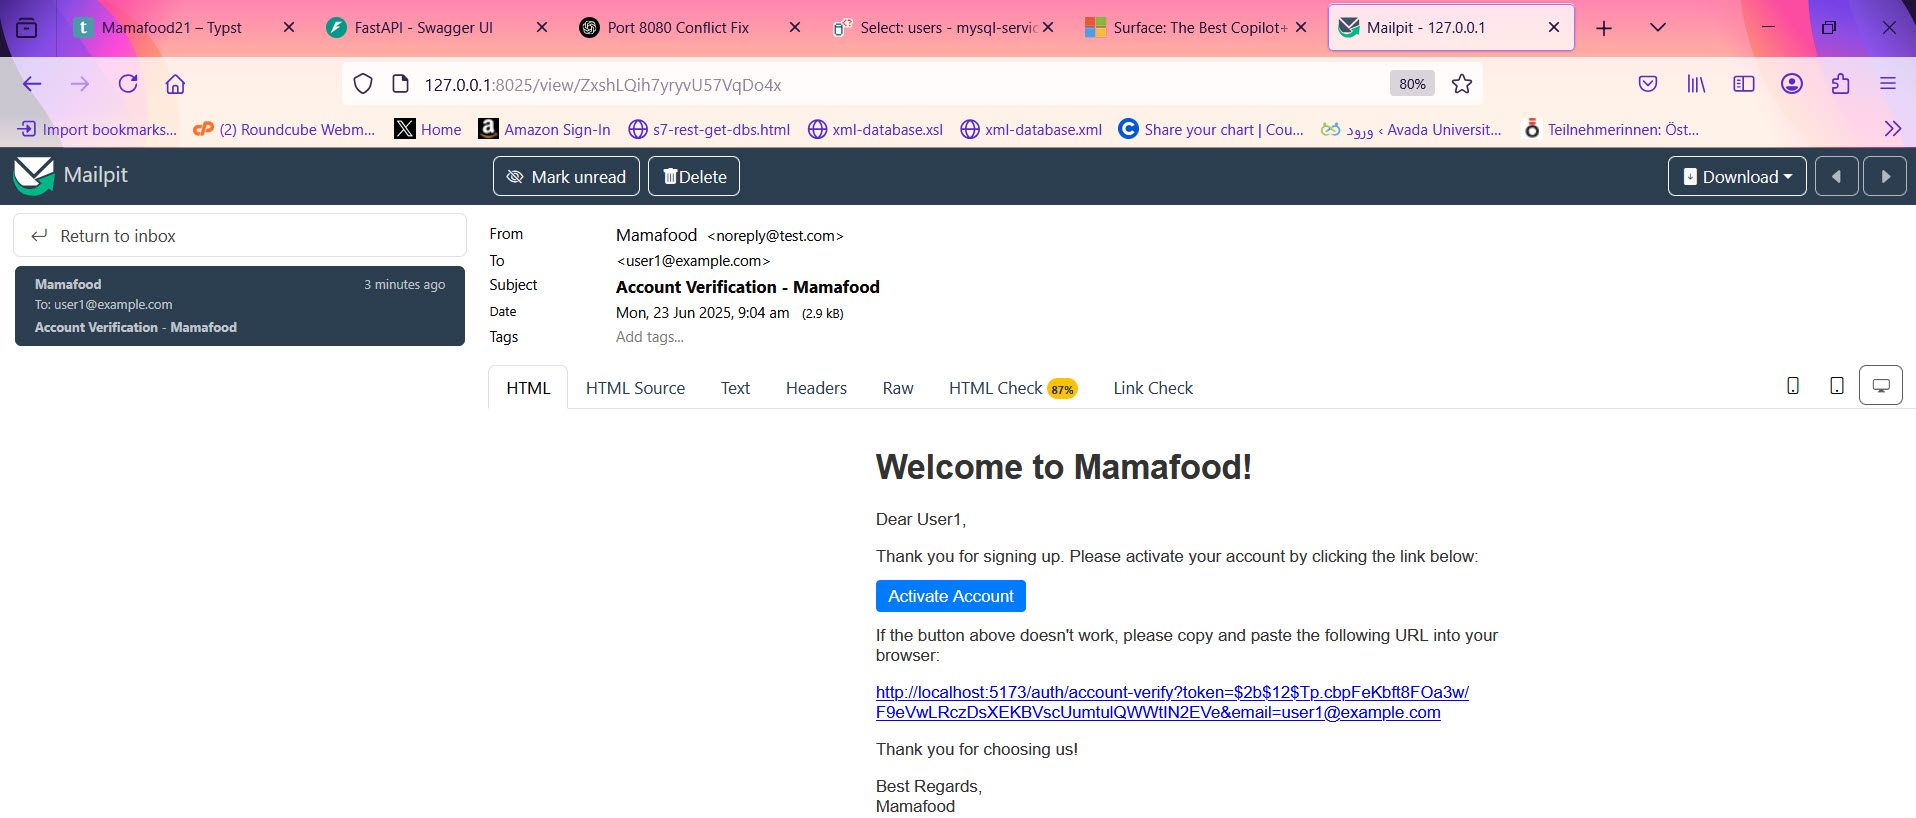 Mamafood21 – Typst
FastAPI - Swagger UI
Port 8080 Conflict Fix
Select: users - mysql-servic
Surface: The Best Copilot+
Mailpit - 127.0.0.1
127.0.0.1:8025/view/ZxshLQih7yryvU57VqDo4x
80%
Import bookmarks...
(2) Roundcube Webm...
Home
Amazon Sign-In
s7-rest-get-dbs.html
xml-database.xsl
xml-database.xml
Share your chart | Cou...
ورود ‹ Avada Universit...
Teilnehmerinnen: Öst...
Mailpit
Mark unread
Delete
Download
Return to inbox
Mamafood 3 minutes ago
To: user1@example.com
Account Verification - Mamafood
From Mamafood <noreply@test.com>
To <user1@example.com>
Subject Account Verification - Mamafood
Date Mon, 23 Jun 2025, 9:04 am (2.9 kB)
Tags Add tags...
HTML HTML Source Text Headers Raw HTML Check 87% Link Check
Welcome to Mamafood!
Dear User1,
Thank you for signing up. Please activate your account by clicking the link below:
Activate Account
If the button above doesn't work, please copy and paste the following URL into your
browser:
http://localhost:5173/auth/account-verify?token=$2b$12$Tp.cbpFeKbft8FOa3w/
F9eVwLRczDsXEKBVscUumtulQWWtIN2EVe&email=user1@example.com
Thank you for choosing us!
Best Regards,
Mamafood